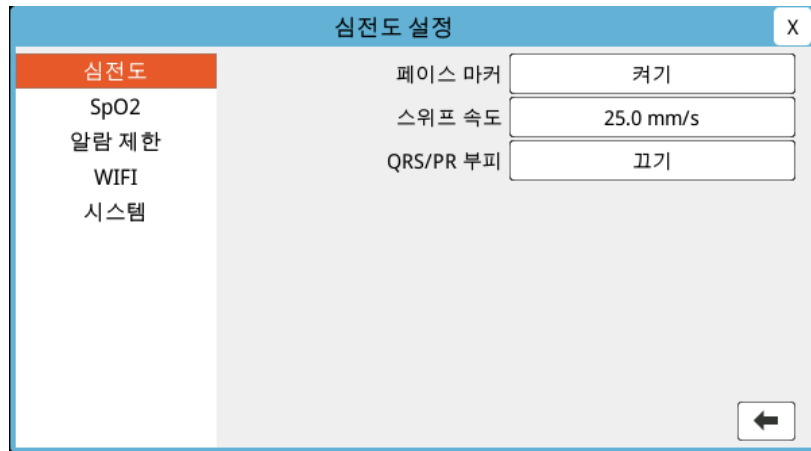 심전도 설정
X
심전도
SpO2
알람 제한
WIFI
시스템
페이스 마커 켜기
스위프 속도 25.0 mm/s
QRS/PR 부피 끄기